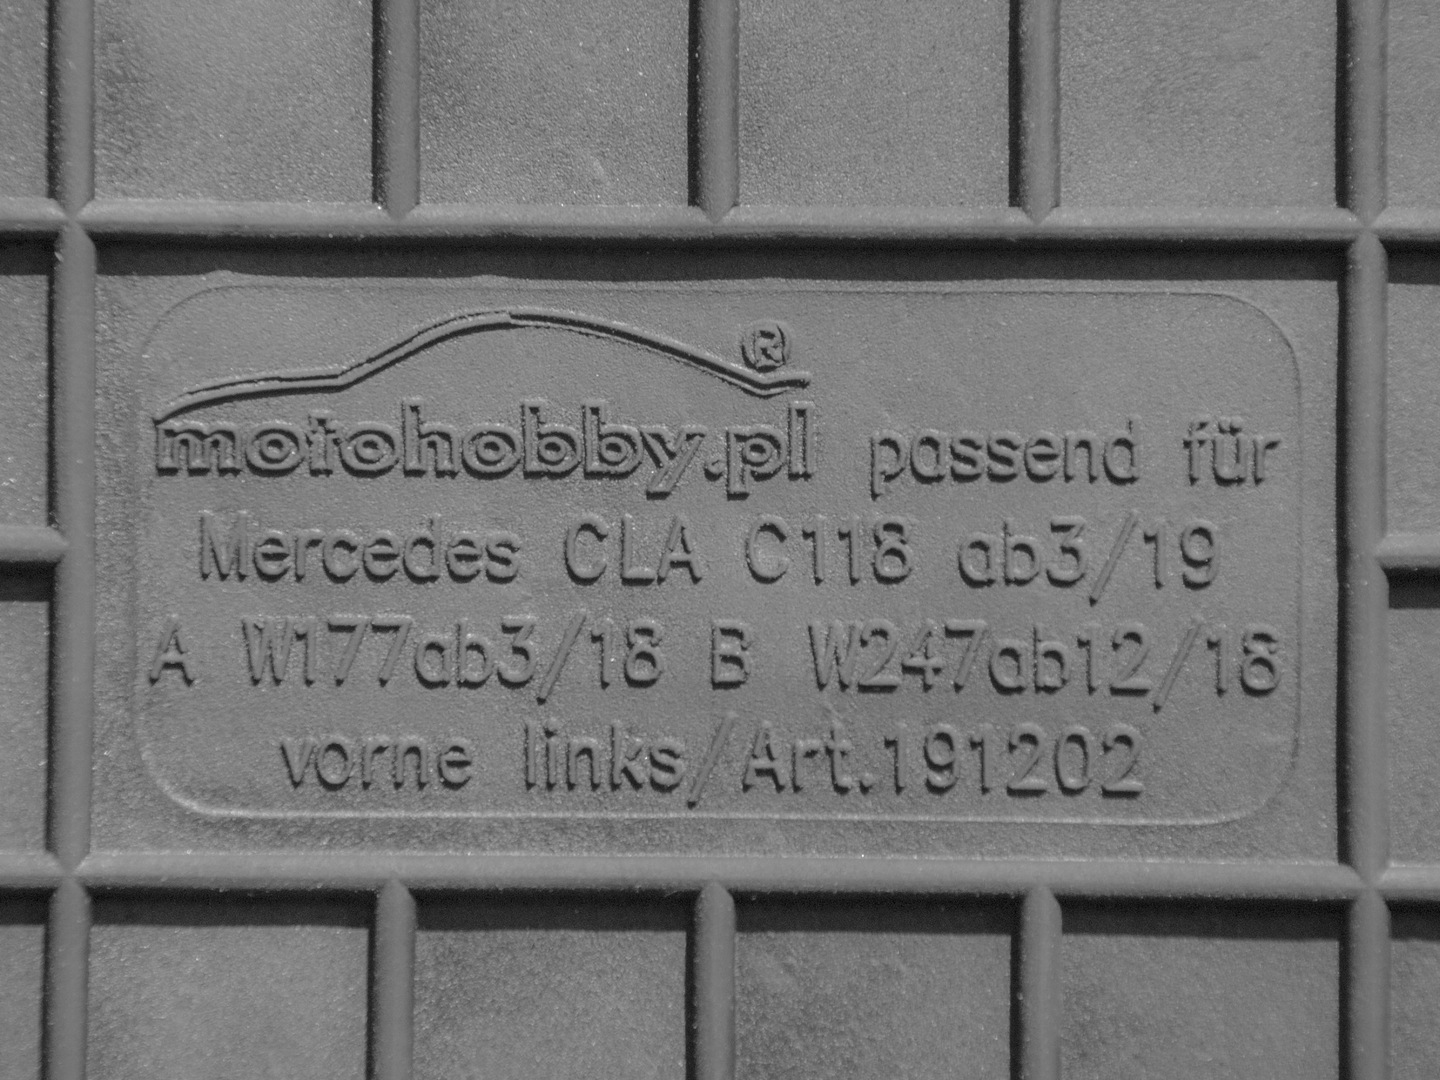 motohobby.pl® passend für
Mercedes CLA C118 ab3/19
A W177ab3/18 B W247ab12/18
vorne links/Art.191202